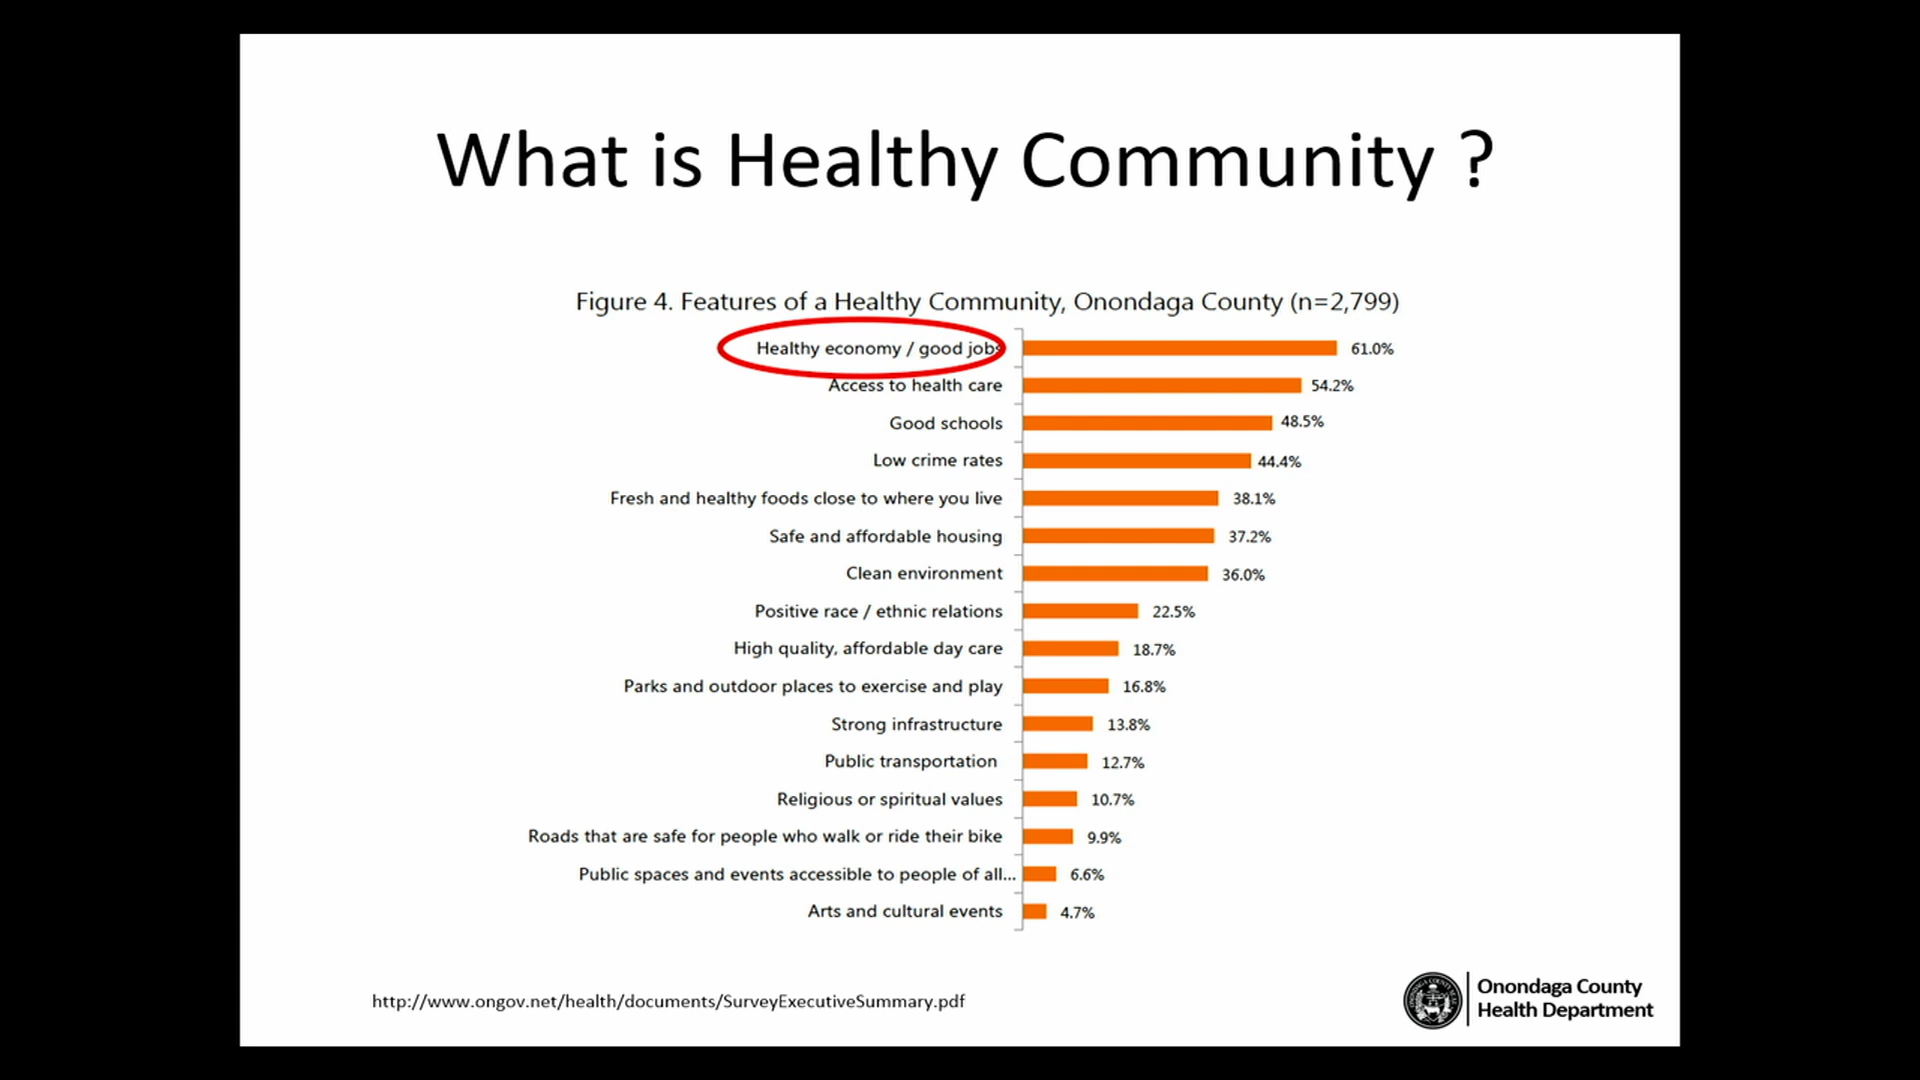 What is Healthy Community ?
Figure 4. Features of a Healthy Community, Onondaga County (n=2,799)
Healthy economy / good jobs 61.0%
Access to health care 54.2%
Good schools 48.5%
Low crime rates 44.4%
Fresh and healthy foods close to where you live 38.1%
Safe and affordable housing 37.2%
Clean environment 36.0%
Positive race / ethnic relations 22.5%
High quality, affordable day care 18.7%
Parks and outdoor places to exercise and play 16.8%
Strong infrastructure 13.8%
Public transportation 12.7%
Religious or spiritual values 10.7%
Roads that are safe for people who walk or ride their bike 9.9%
Public spaces and events accessible to people of all... 6.6%
Arts and cultural events 4.7%
http://www.ongov.net/health/documents/SurveyExecutiveSummary.pdf
Onondaga County
Health Department